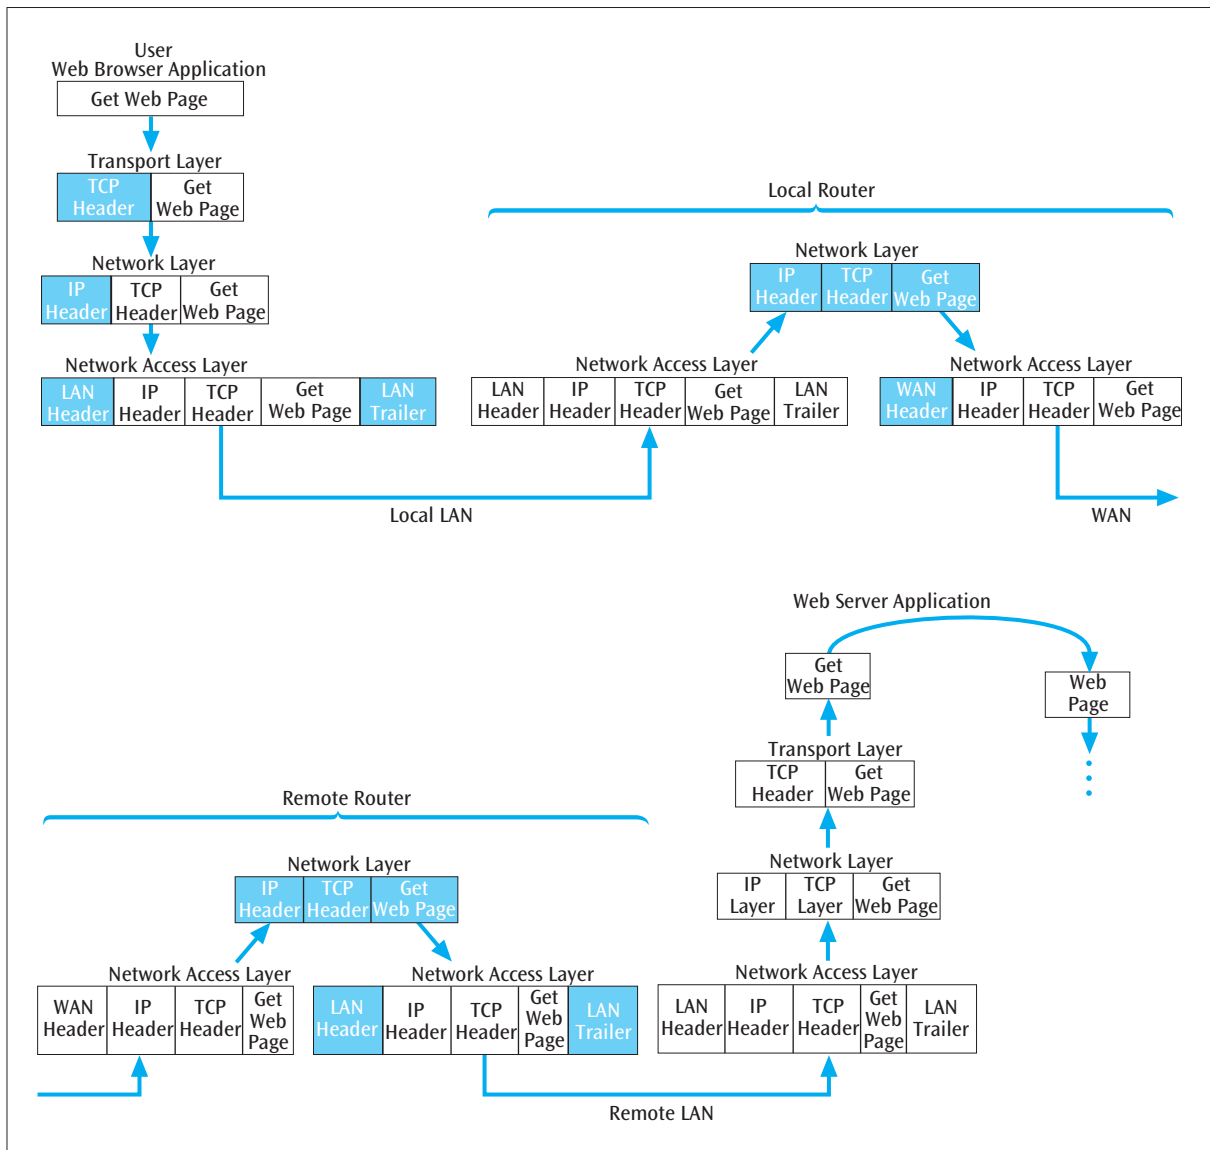 User
Web Browser Application
Get Web Page
Transport Layer
TCP
Header
Get
Web Page
Network Layer
IP
Header
TCP
Header
Get
Web Page
Network Access Layer
LAN
Header
IP
Header
TCP
Header
Get
Web Page
LAN
Trailer
Local LAN
Local Router
Network Layer
IP
Header
TCP
Header
Get
Web Page
Network Access Layer
LAN
Header
IP
Header
TCP
Header
Get
Web Page
LAN
Trailer
Network Access Layer
WAN
Header
IP
Header
TCP
Header
Get
Web Page
WAN
Remote Router
Network Layer
IP
Header
TCP
Header
Get
Web Page
Network Access Layer
WAN
Header
IP
Header
TCP
Header
Get
Web
Page
Network Access Layer
LAN
Header
IP
Header
TCP
Header
Get
Web
Page
LAN
Trailer
Remote LAN
Web Server Application
Get
Web Page
Web
Page
Transport Layer
TCP
Header
Get
Web Page
Network Layer
IP
Layer
TCP
Layer
Get
Web Page
Network Access Layer
LAN
Header
IP
Header
TCP
Header
Get
Web
Page
LAN
Trailer